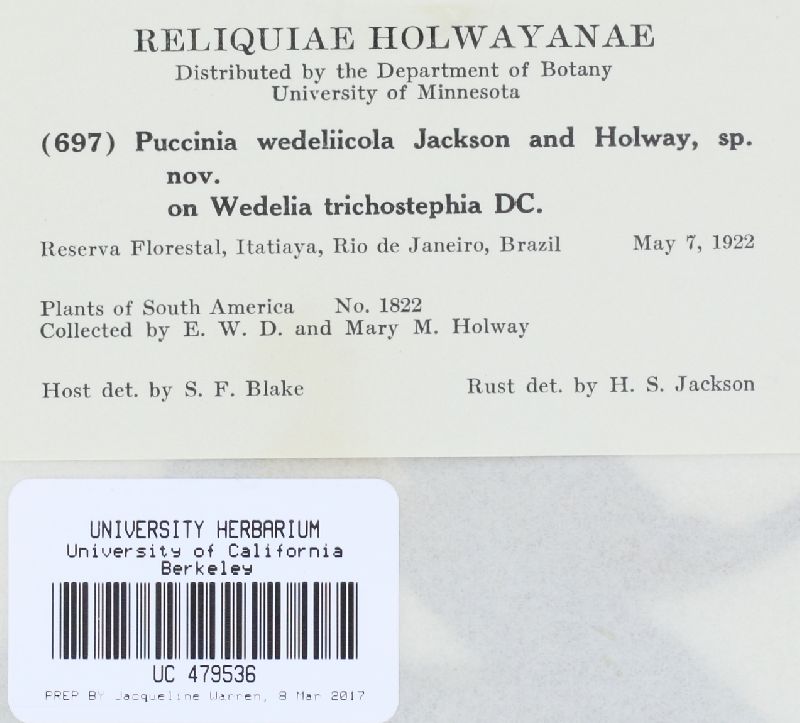 RELIQUIAE HOLWAYANAE
Distributed by the Department of Botany
University of Minnesota
(697) Puccinia wedeliicola Jackson and Holway, sp.
nov.
on Wedelia trichostephia DC.
Reserva Florestal, Itatiaya, Rio de Janeiro, Brazil May 7, 1922
Plants of South America No. 1822
Collected by E. W. D. and Mary M. Holway
Host det. by S. F. Blake Rust det. by H. S. Jackson
UNIVERSITY HERBARIUM
University of California
Berkeley
UC 479536
PREP BY Jacqueline Warren, 8 Mar 2017